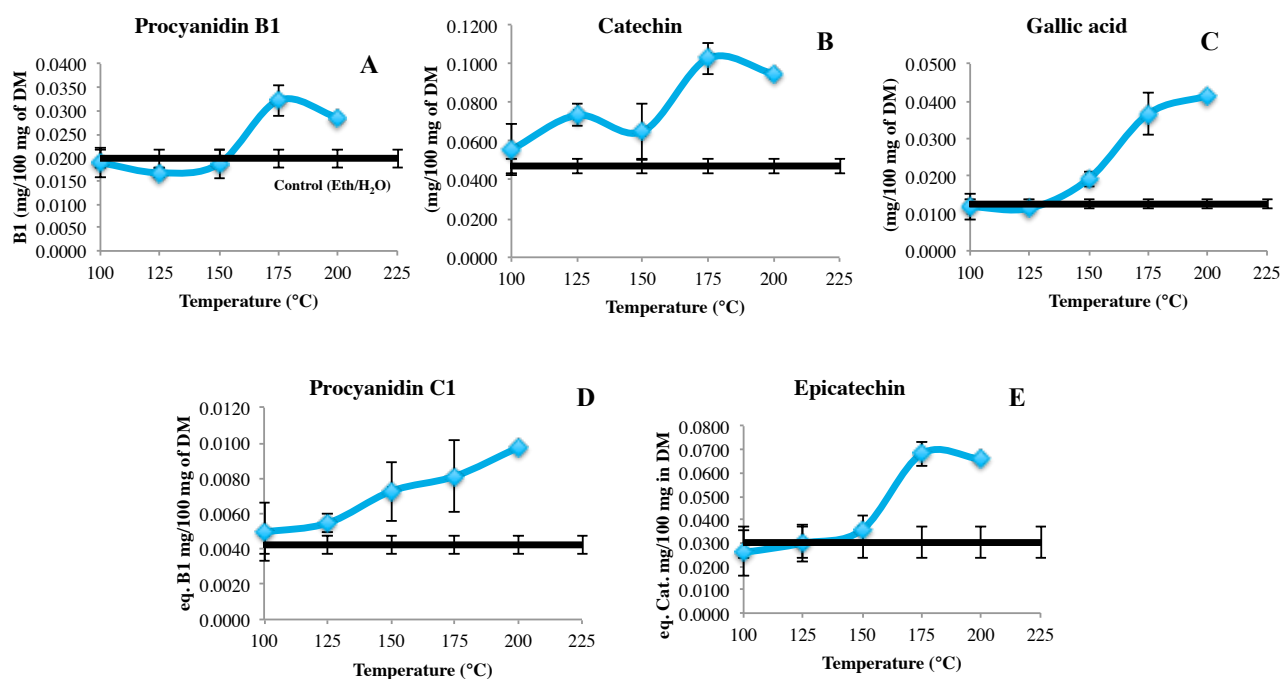 Procyanidin B1
A
B1 (mg/100 mg of DM
0.0400
0.0350
0.0300
0.0250
0.0200
0.0150
0.0100
0.0050
0.0000
Control (Eth/H₂O)
100 125 150 175 200 225
Temperature (°C)
Catechin
B
(mg/100 mg of DM
0.1200
0.1000
0.0800
0.0600
0.0400
0.0200
0.0000
100 125 150 175 200 225
Temperature (°C)
Gallic acid
C
(mg/100 mg of DM)
0.0500
0.0400
0.0300
0.0200
0.0100
0.0000
100 125 150 175 200 225
Temperature (°C)
Procyanidin C1
D
eq. B1 mg/100 mg of DM
0.0120
0.0100
0.0080
0.0060
0.0040
0.0020
0.0000
100 125 150 175 200 225
Temperature (°C)
Epicatechin
E
eq. Cat. mg/100 mg in DM
0.0800
0.0700
0.0600
0.0500
0.0400
0.0300
0.0200
0.0100
0.0000
100 125 150 175 200 225
Temperature (°C)